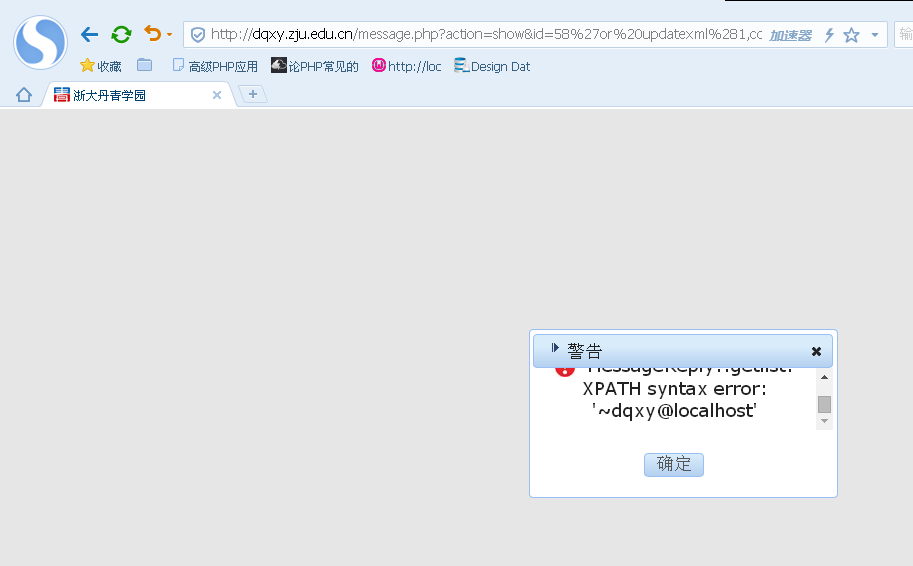 http://dqxy.zju.edu.cn/message.php?action=show&id=58%27or%20updatexml%281,cc 加速器 输
收藏 高级PHP应用 论PHP常见的 http://loc Design Dat
浙大丹青学园
警告
MessageReply::getlist:
XPATH syntax error:
'~dqxy@localhost'
确定